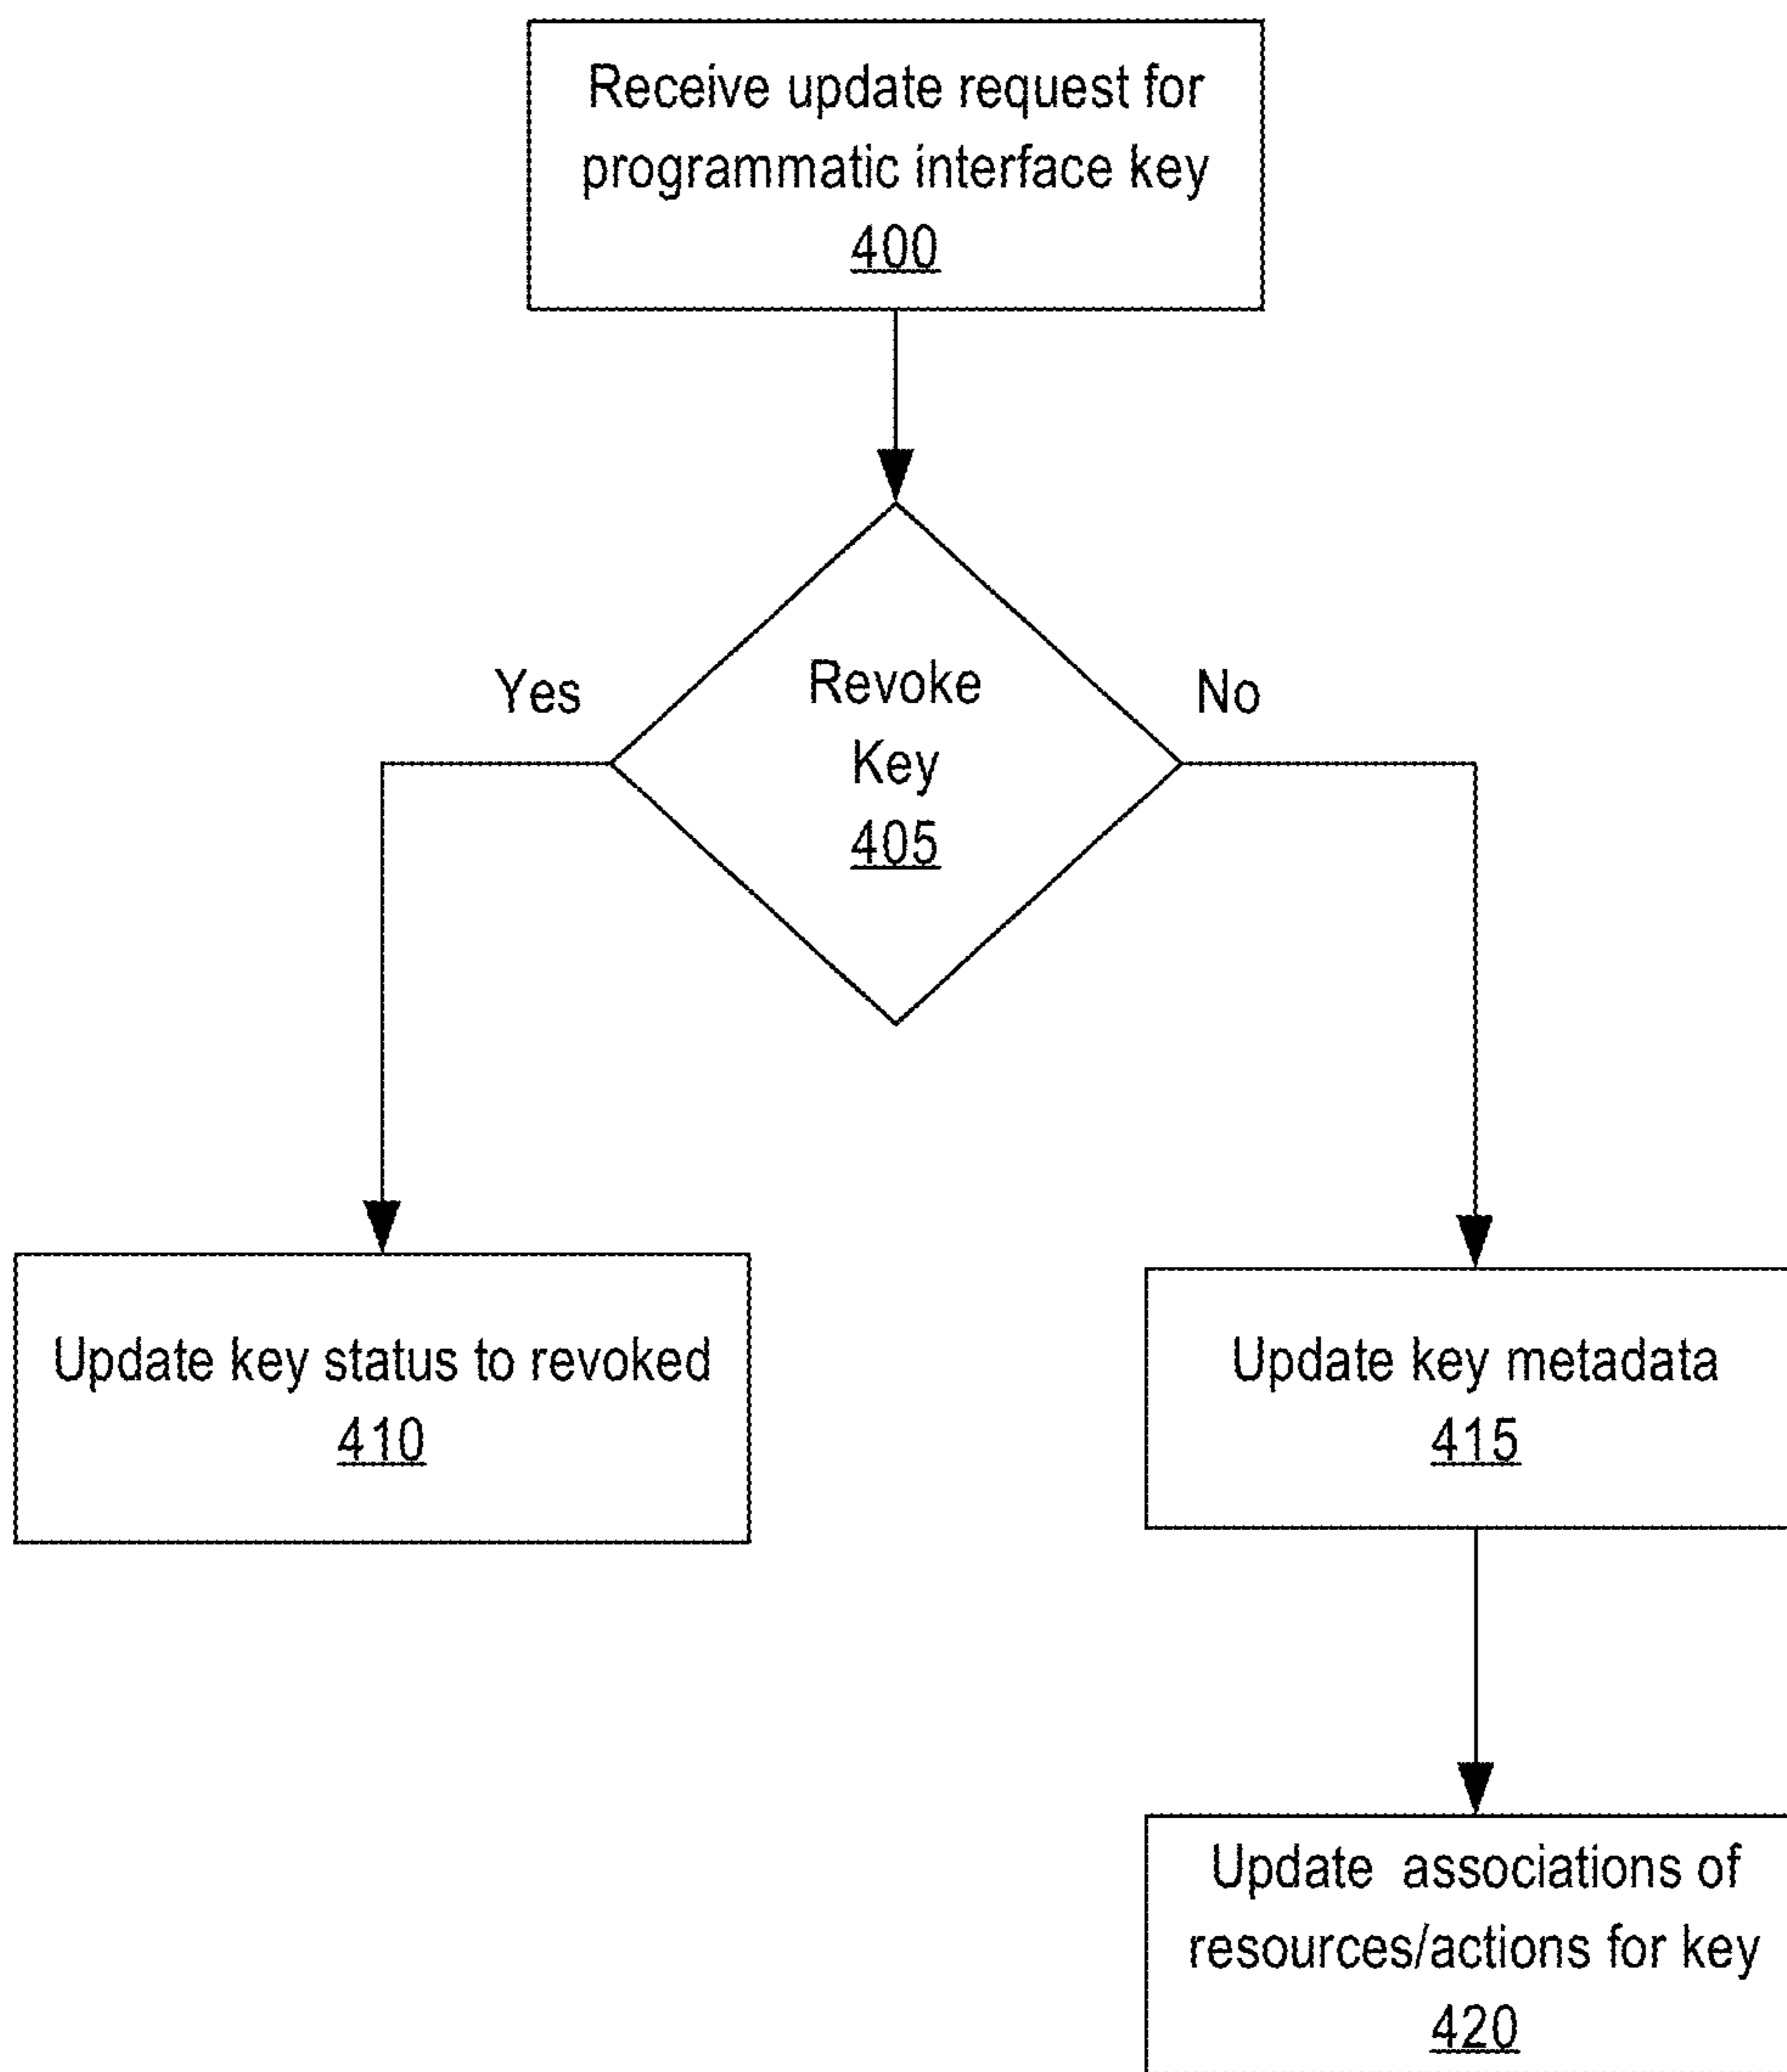 Receive update request for
programmatic interface key
400
Yes
Revoke
Key
405
No
Update key status to revoked
410
Update key metadata
415
Update associations of
resources/actions for key
420